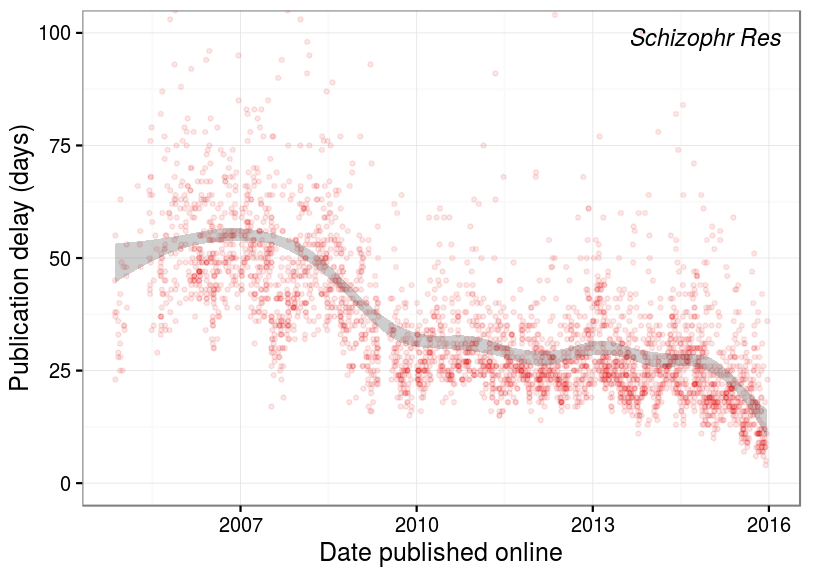 Schizophr Res
Publication delay (days)
100
75
50
25
0
2007 2010 2013 2016
Date published online